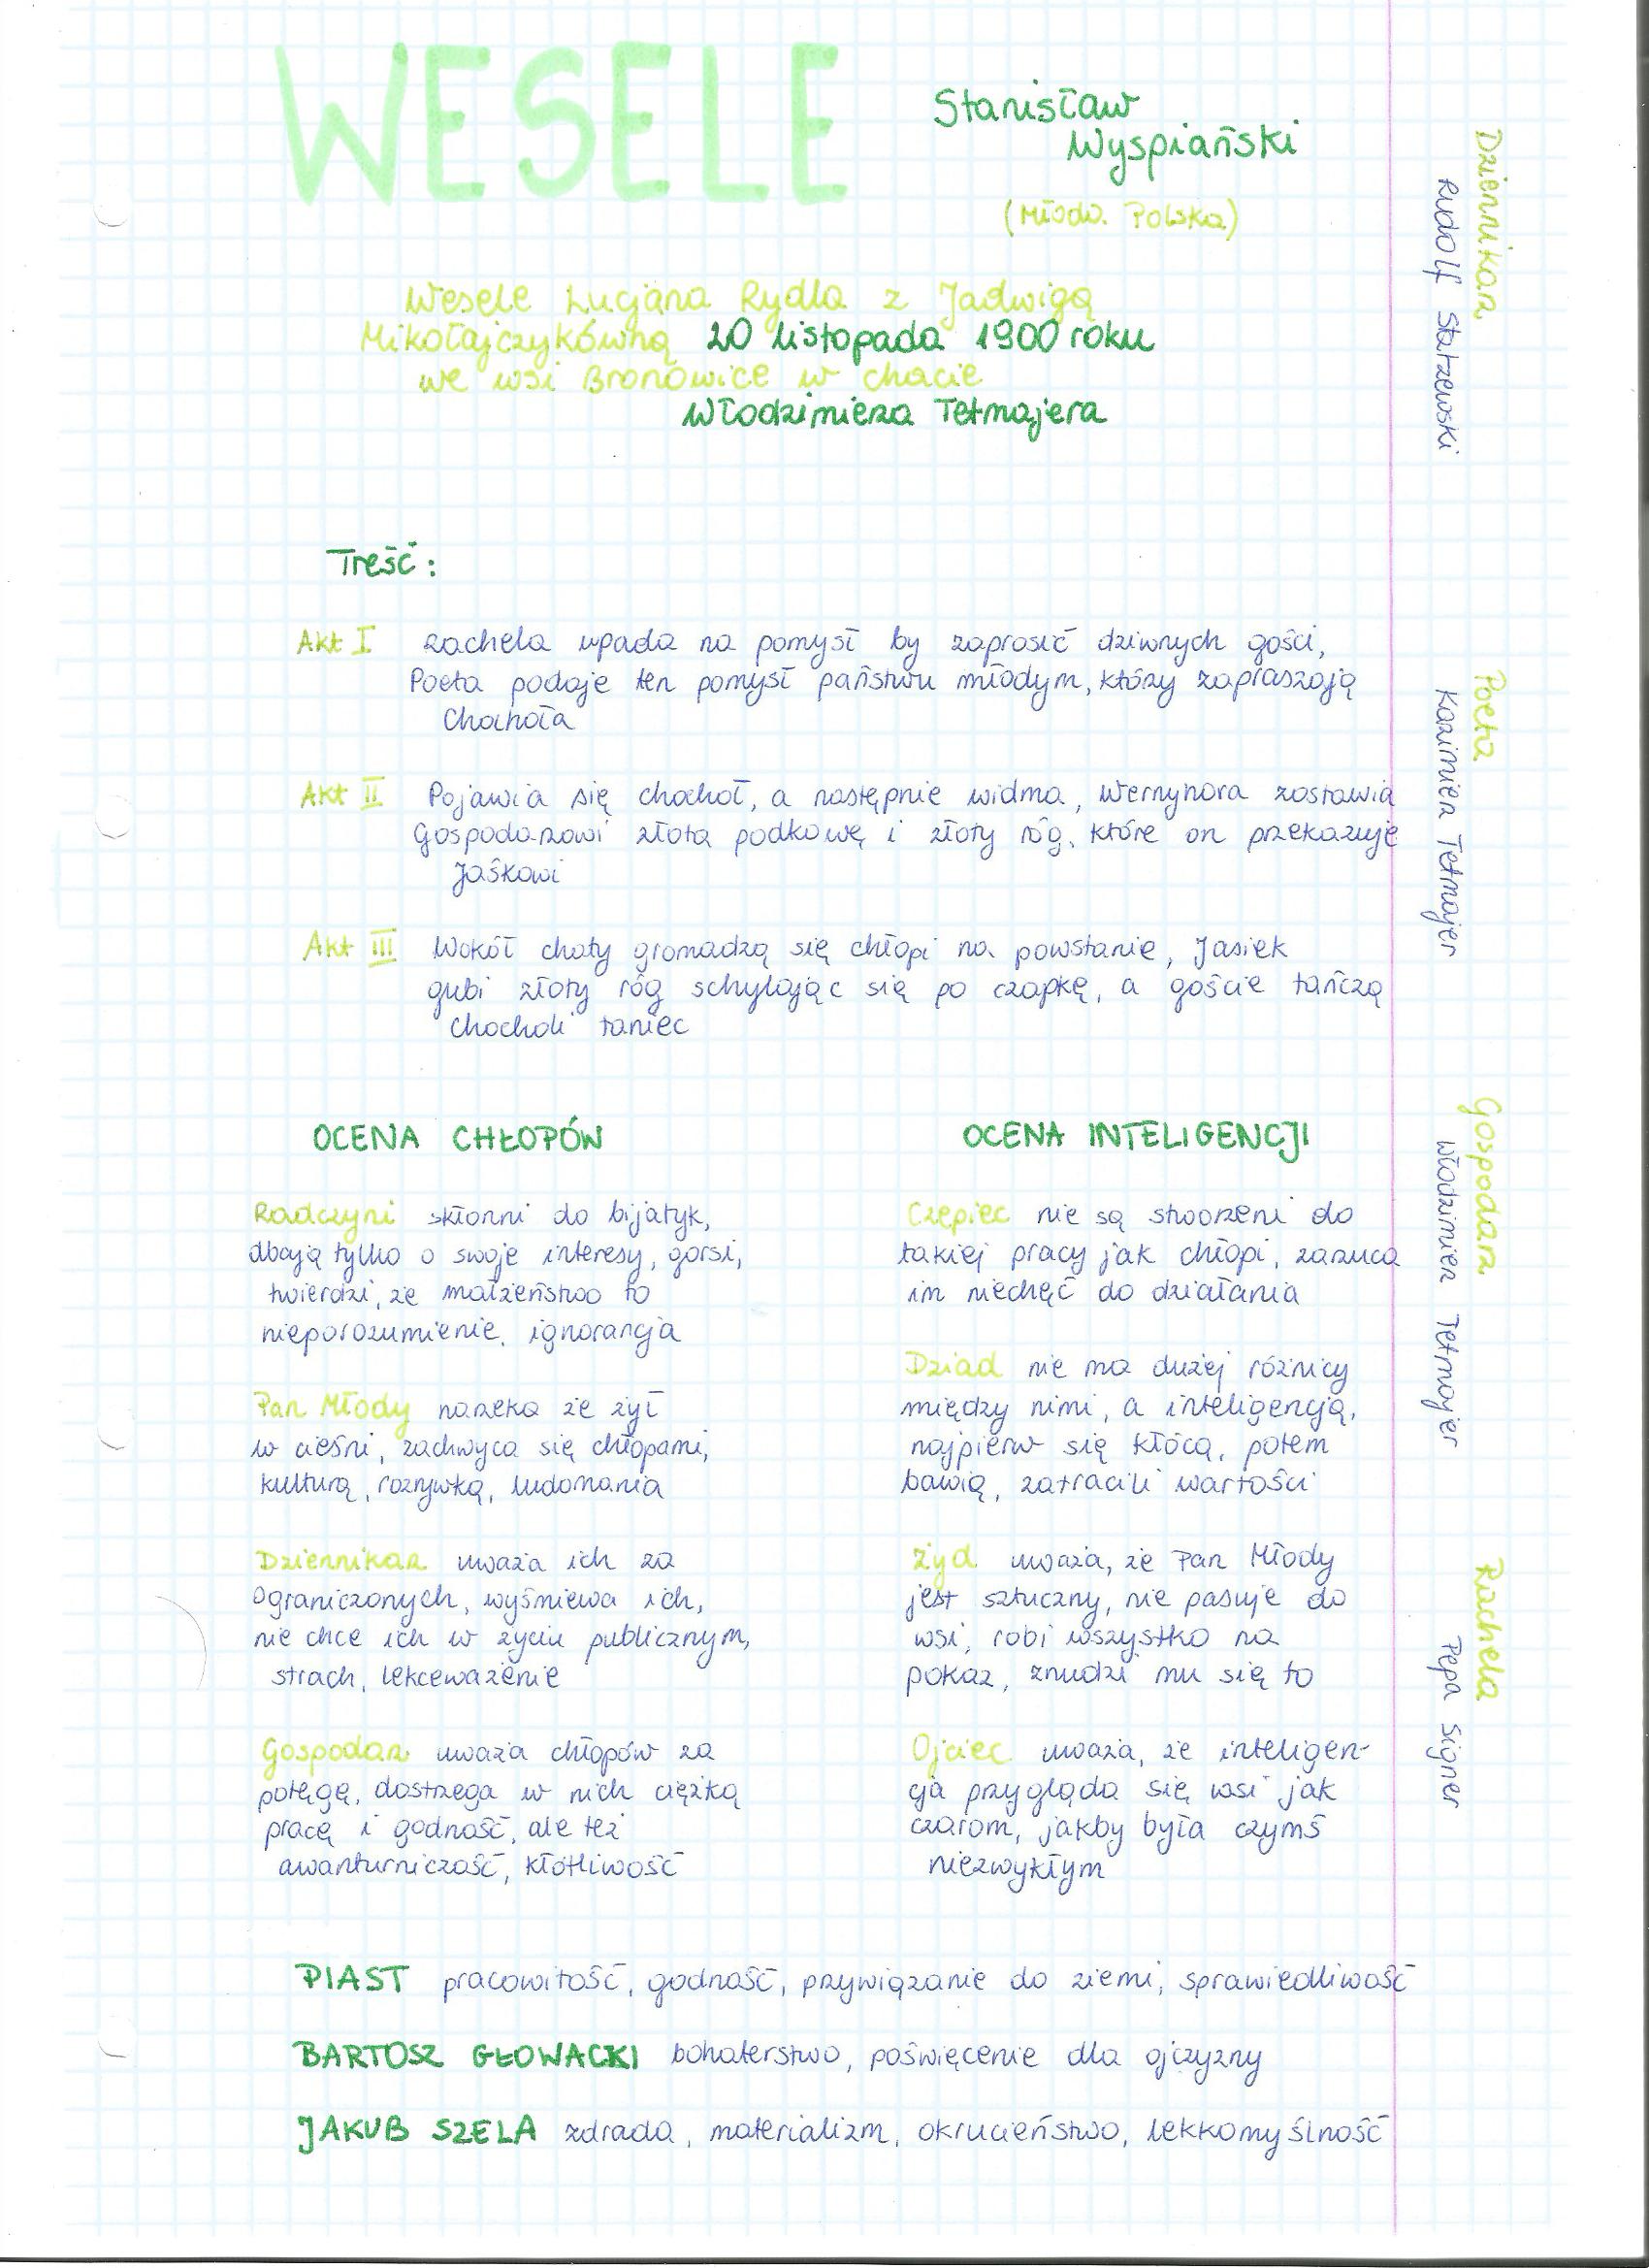 WESELE
Stanisław
Wyspiański
(Młoda Polska)
Wesele Lucjana Rydla z Jadwigą
Mikołajczykówną 20 listopada 1900 roku
we wsi Bronowice w chacie
Włodzimierza Tetmajera
Treść:
Akt I Rachela wpada na pomysł by zaprosić dziwnych gości,
Poeta podaje ten pomysł państwu młodym, którzy zapraszają
Chochoła
Akt II Pojawia się chochoł, a następnie widma, Wernyhora zostawia
Gospodarzowi złotą podkowę i złoty róg, które on przekazuje
Jaśkowi
Akt III Wokół chaty gromadzą się chłopi na powstanie, Jasiek
gubi złoty róg schylając się po czapkę, a goście tańczą
chocholi taniec
OCENA CHŁOPÓW
Radczyni skłonni do bijatyk,
dbają tylko o swoje interesy, gorsi,
twierdzi, że małżeństwo to
nieporozumienie, ignorancja
Pan Młody narzeka że żył
w cieśni, zachwyca się chłopami,
kulturą, rozrywką, ludomania
Dziennikarz uważa ich za
ograniczonych, wyśmiewa ich,
nie chce ich w życiu publicznym,
strach, lekceważenie
Gospodarz uważa chłopów za
potęgę, dostrzega w nich ciężką
pracę i godność, ale też
awanturniczość, kłótliwość
OCENA INTELIGENCJI
Czepiec nie są stworzeni do
takiej pracy jak chłopi, zarzuca
im niechęć do działania
Dziad nie ma dużej różnicy
między nimi, a inteligencją,
najpierw się kłócą, potem
bawią, zatracili wartości
Żyd uważa, że Pan Młody
jest sztuczny, nie pasuje do
wsi, robi wszystko na
pokaz, znudzi mu się to
Ojciec uważa, że inteligen-
cja przygląda się wsi jak
czarom, jakby była czymś
niezwykłym
PIAST pracowitość, godność, przywiązanie do ziemi, sprawiedliwość
BARTOSZ GŁOWACKI bohaterstwo, poświęcenie dla ojczyzny
JAKUB SZELA zdrada, materializm, okrucieństwo, lekkomyślność
Dziennikarz
Rudolf Starzewski
Poeta
Kazimierz Tetmajer
Gospodarz
Włodzimierz Tetmajer
Rachela
Pepa Signer